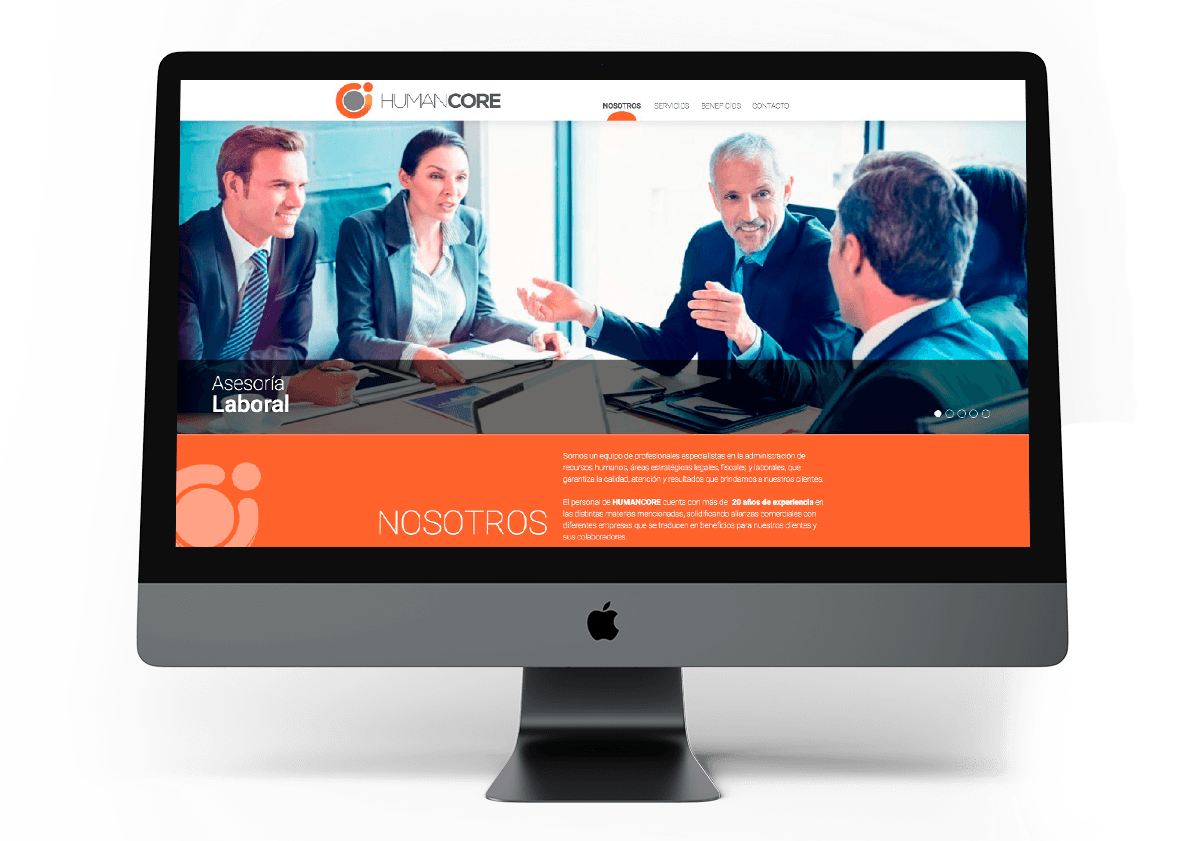 HUMANCORE
NOSOTROS SERVICIOS BENEFICIOS CONTACTO
Asesoría
Laboral
NOSOTROS
Somos un equipo de profesionales especialistas en la administración de
recursos humanos, áreas estratégicas legales, fiscales y laborales, que
garantiza la calidad, atención y resultados que brindamos a nuestros clientes.
El personal de HUMANCORE cuenta con más de 20 años de experiencia en
las distintas materias mencionadas, solidificando alianzas comerciales con
diferentes empresas que se traducen en beneficios para nuestros clientes y
sus colaboradores.